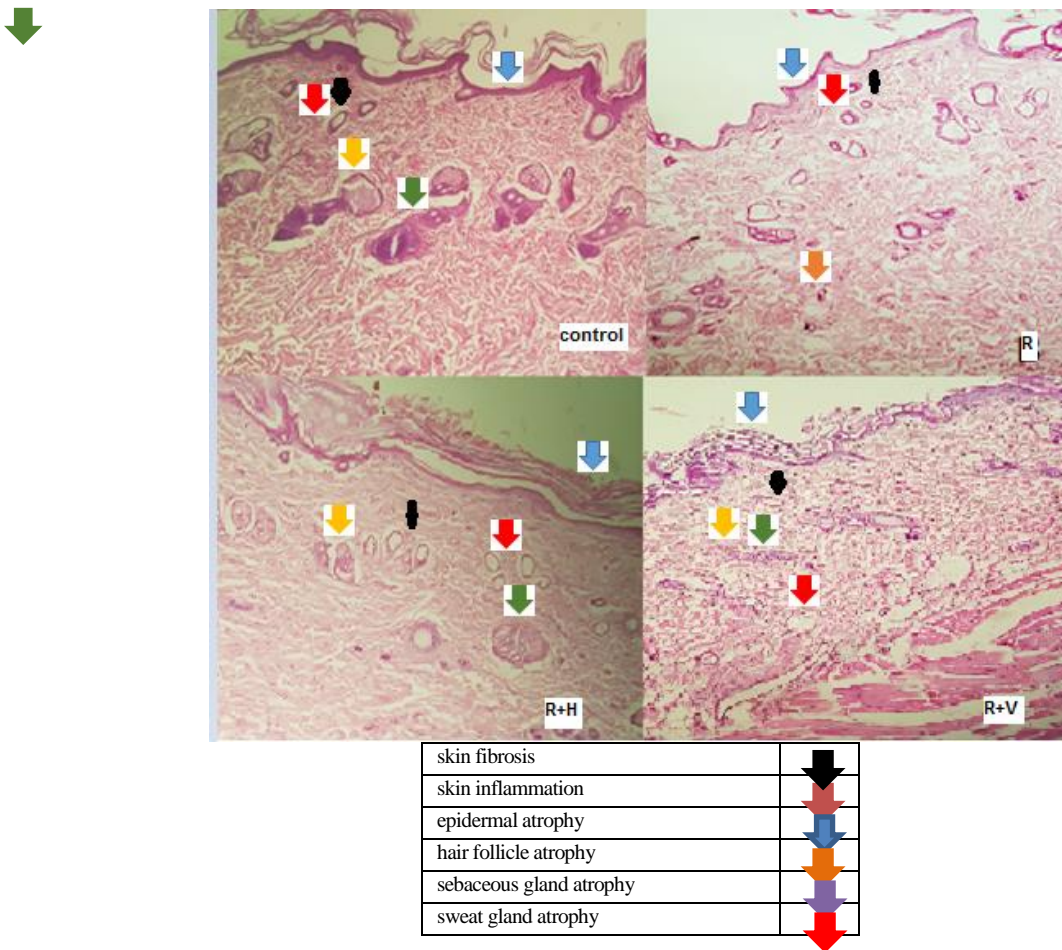 control
R
R+H
R+V
skin fibrosis
skin inflammation
epidermal atrophy
hair follicle atrophy
sebaceous gland atrophy
sweat gland atrophy